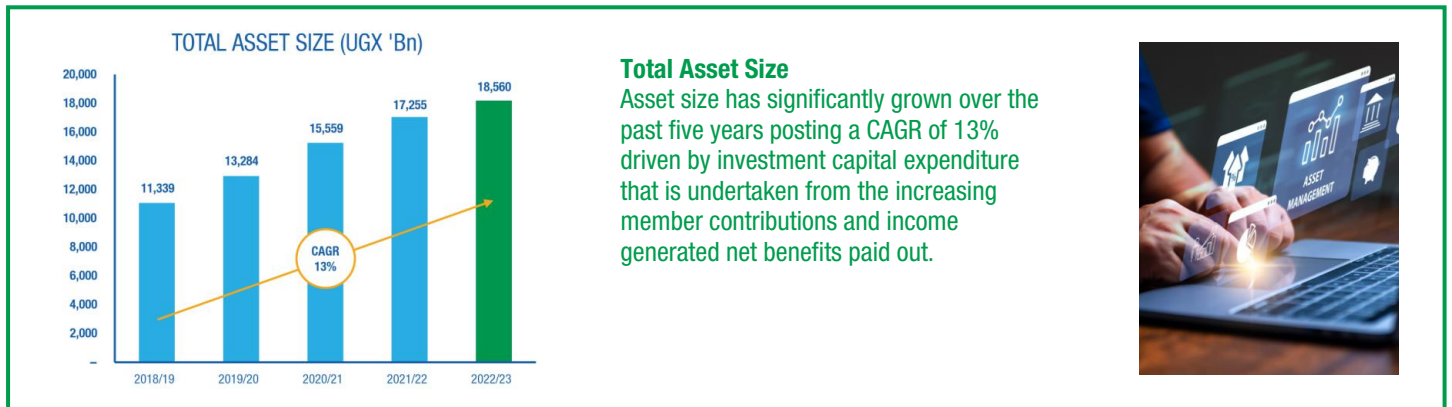 TOTAL ASSET SIZE (UGX 'Bn)
20,000
18,000
16,000
14,000
12,000
10,000
8,000
6,000
4,000
2,000
–
11,339
13,284
15,559
17,255
18,560
CAGR
13%
2018/19
2019/20
2020/21
2021/22
2022/23
Total Asset Size
Asset size has significantly grown over the
past five years posting a CAGR of 13%
driven by investment capital expenditure
that is undertaken from the increasing
member contributions and income
generated net benefits paid out.
ASSET
MANAGEMENT